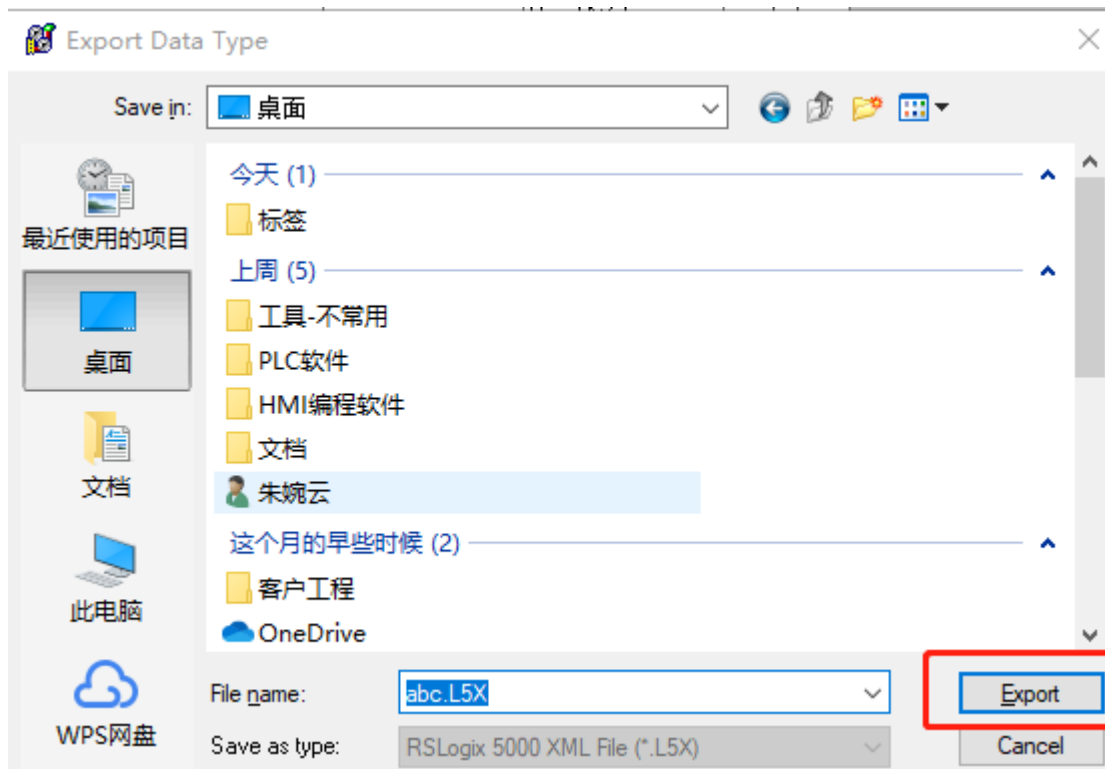 Export Data Type
Save in:
桌面
今天 (1)
标签
上周 (5)
工具-不常用
PLC软件
HMI编程软件
文档
朱婉云
这个月的早些时候 (2)
客户工程
OneDrive
最近使用的项目
桌面
文档
此电脑
WPS网盘
File name:
abc.L5X
Export
Save as type:
RSLogix 5000 XML File (*.L5X)
Cancel